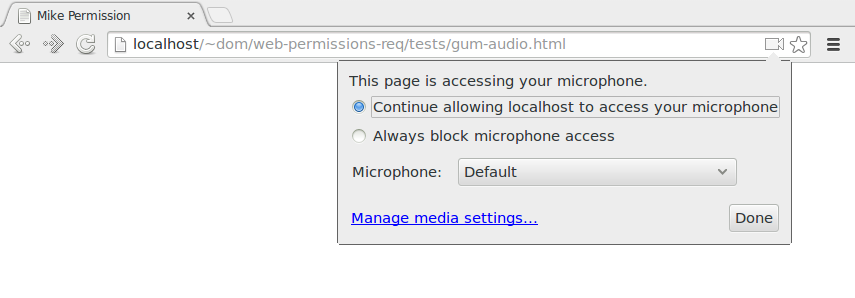 Mike Permission
localhost/~dom/web-permissions-req/tests/gum-audio.html
This page is accessing your microphone.
Continue allowing localhost to access your microphone
Always block microphone access
Microphone: Default
Manage media settings...
Done